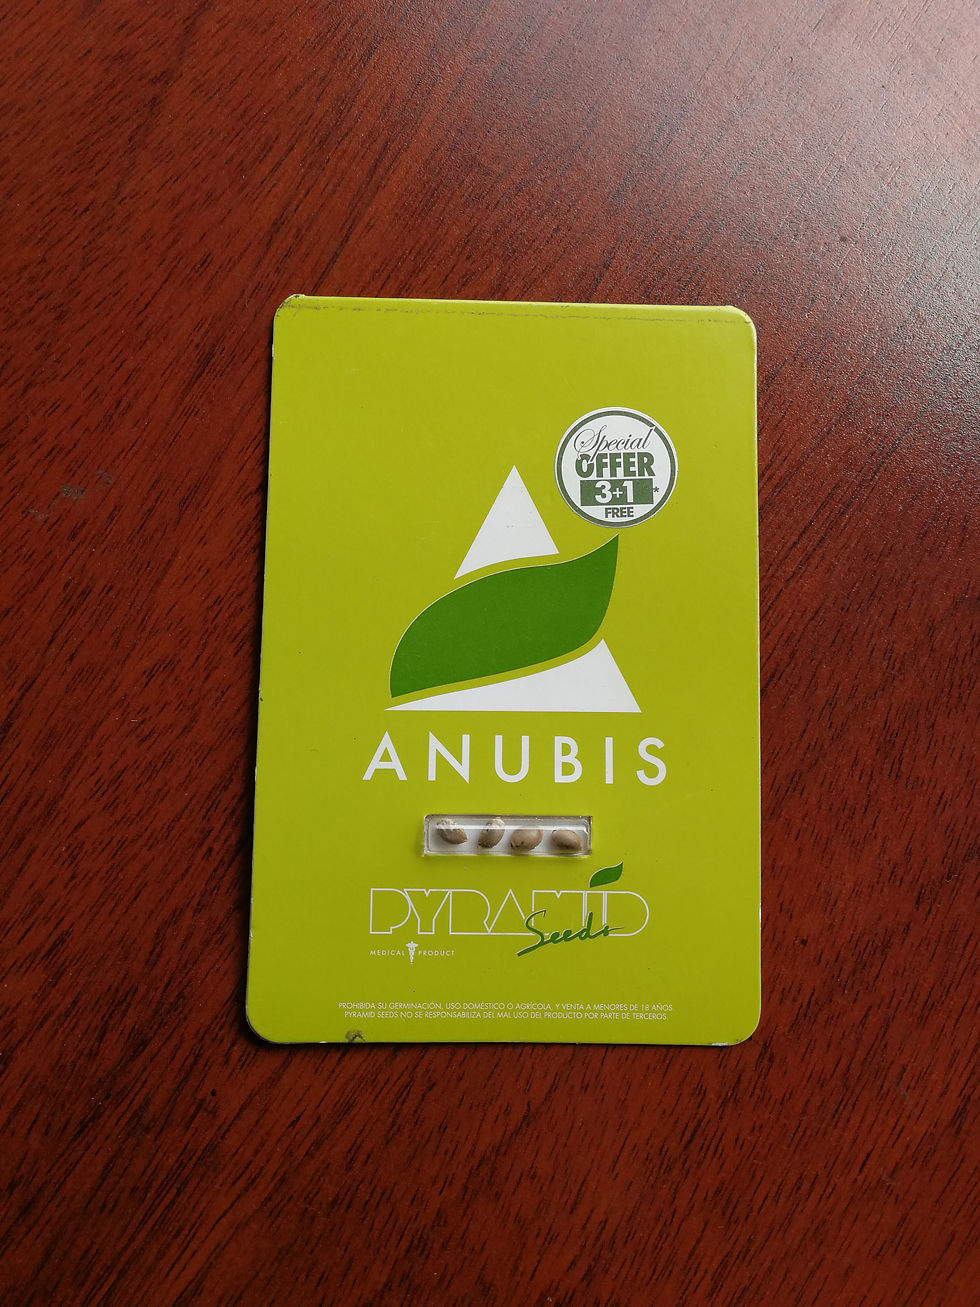 Special
OFFER
3+1*
FREE
ANUBIS
PYRAMID
Seeds
MEDICAL PRODUCT
PROHIBIDA SU GERMINACIÓN, USO DOMÉSTICO O AGRÍCOLA, Y VENTA A MENORES DE 18 AÑOS.
PYRAMID SEEDS NO SE RESPONSABILIZA DEL MAL USO DEL PRODUCTO POR PARTE DE TERCEROS.